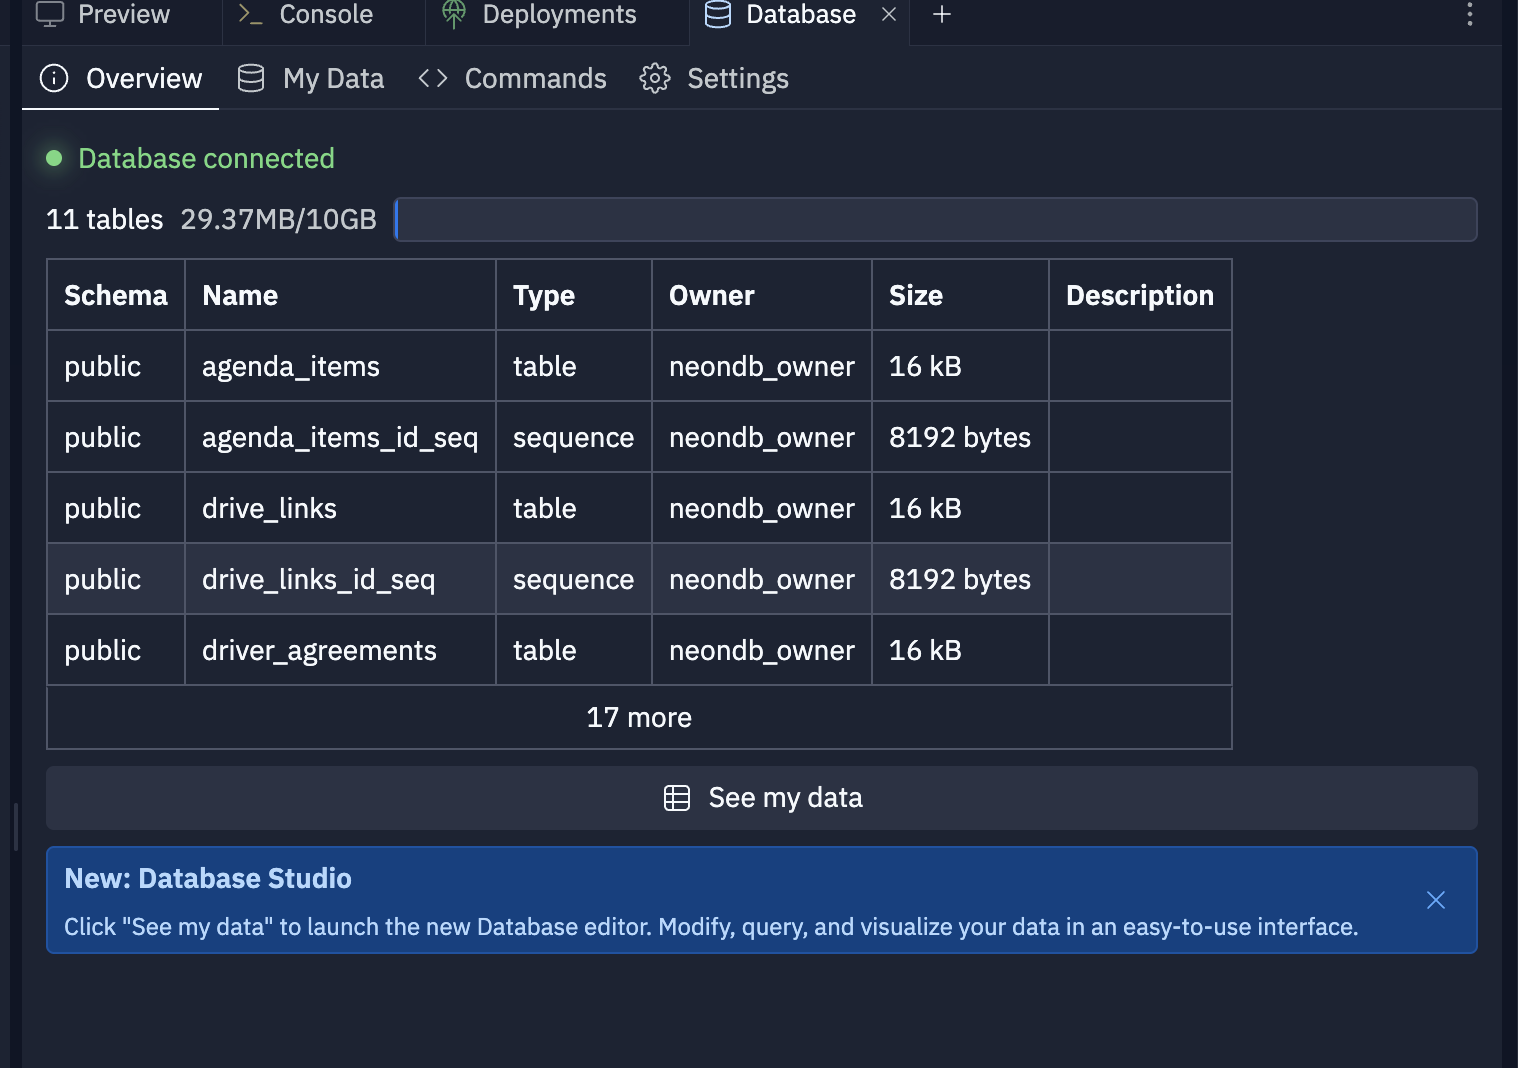 Preview Console Deployments Database
Overview My Data Commands Settings
Database connected
11 tables 29.37MB/10GB
Schema Name Type Owner Size Description
public agenda_items table neondb_owner 16 kB
public agenda_items_id_seq sequence neondb_owner 8192 bytes
public drive_links table neondb_owner 16 kB
public drive_links_id_seq sequence neondb_owner 8192 bytes
public driver_agreements table neondb_owner 16 kB
17 more
See my data
New: Database Studio
Click "See my data" to launch the new Database editor. Modify, query, and visualize your data in an easy-to-use interface.